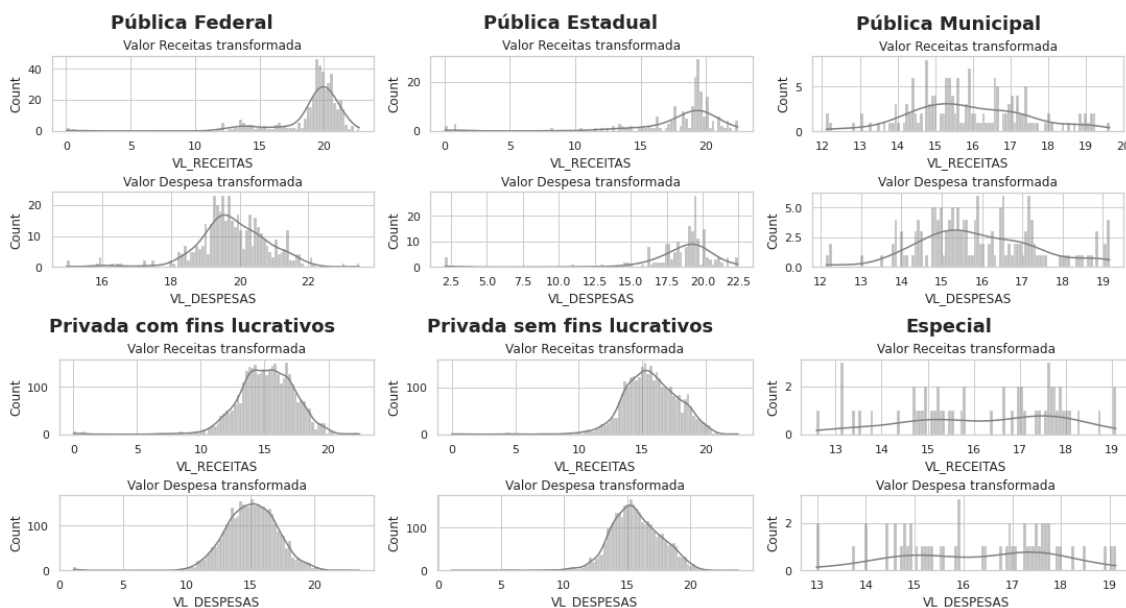 Pública Federal
Valor Receitas transformada
Count
40
20
0
0 5 10 15 20
VL_RECEITAS
Valor Despesa transformada
Count
20
10
0
16 18 20 22
VL_DESPESAS
Pública Estadual
Valor Receitas transformada
Count
20
0
0 5 10 15 20
VL_RECEITAS
Valor Despesa transformada
Count
20
10
0
2.5 5.0 7.5 10.0 12.5 15.0 17.5 20.0 22.5
VL_DESPESAS
Pública Municipal
Valor Receitas transformada
Count
5
0
12 13 14 15 16 17 18 19 20
VL_RECEITAS
Valor Despesa transformada
Count
5.0
2.5
0.0
12 13 14 15 16 17 18 19
VL_DESPESAS
Privada com fins lucrativos
Valor Receitas transformada
Count
100
0
0 5 10 15 20
VL_RECEITAS
Valor Despesa transformada
Count
100
0
0 5 10 15 20
VL_DESPESAS
Privada sem fins lucrativos
Valor Receitas transformada
Count
100
0
0 5 10 15 20
VL_RECEITAS
Valor Despesa transformada
Count
100
0
5 10 15 20
VL_DESPESAS
Especial
Valor Receitas transformada
Count
2
0
13 14 15 16 17 18 19
VL_RECEITAS
Valor Despesa transformada
Count
2
0
13 14 15 16 17 18 19
VL_DESPESAS